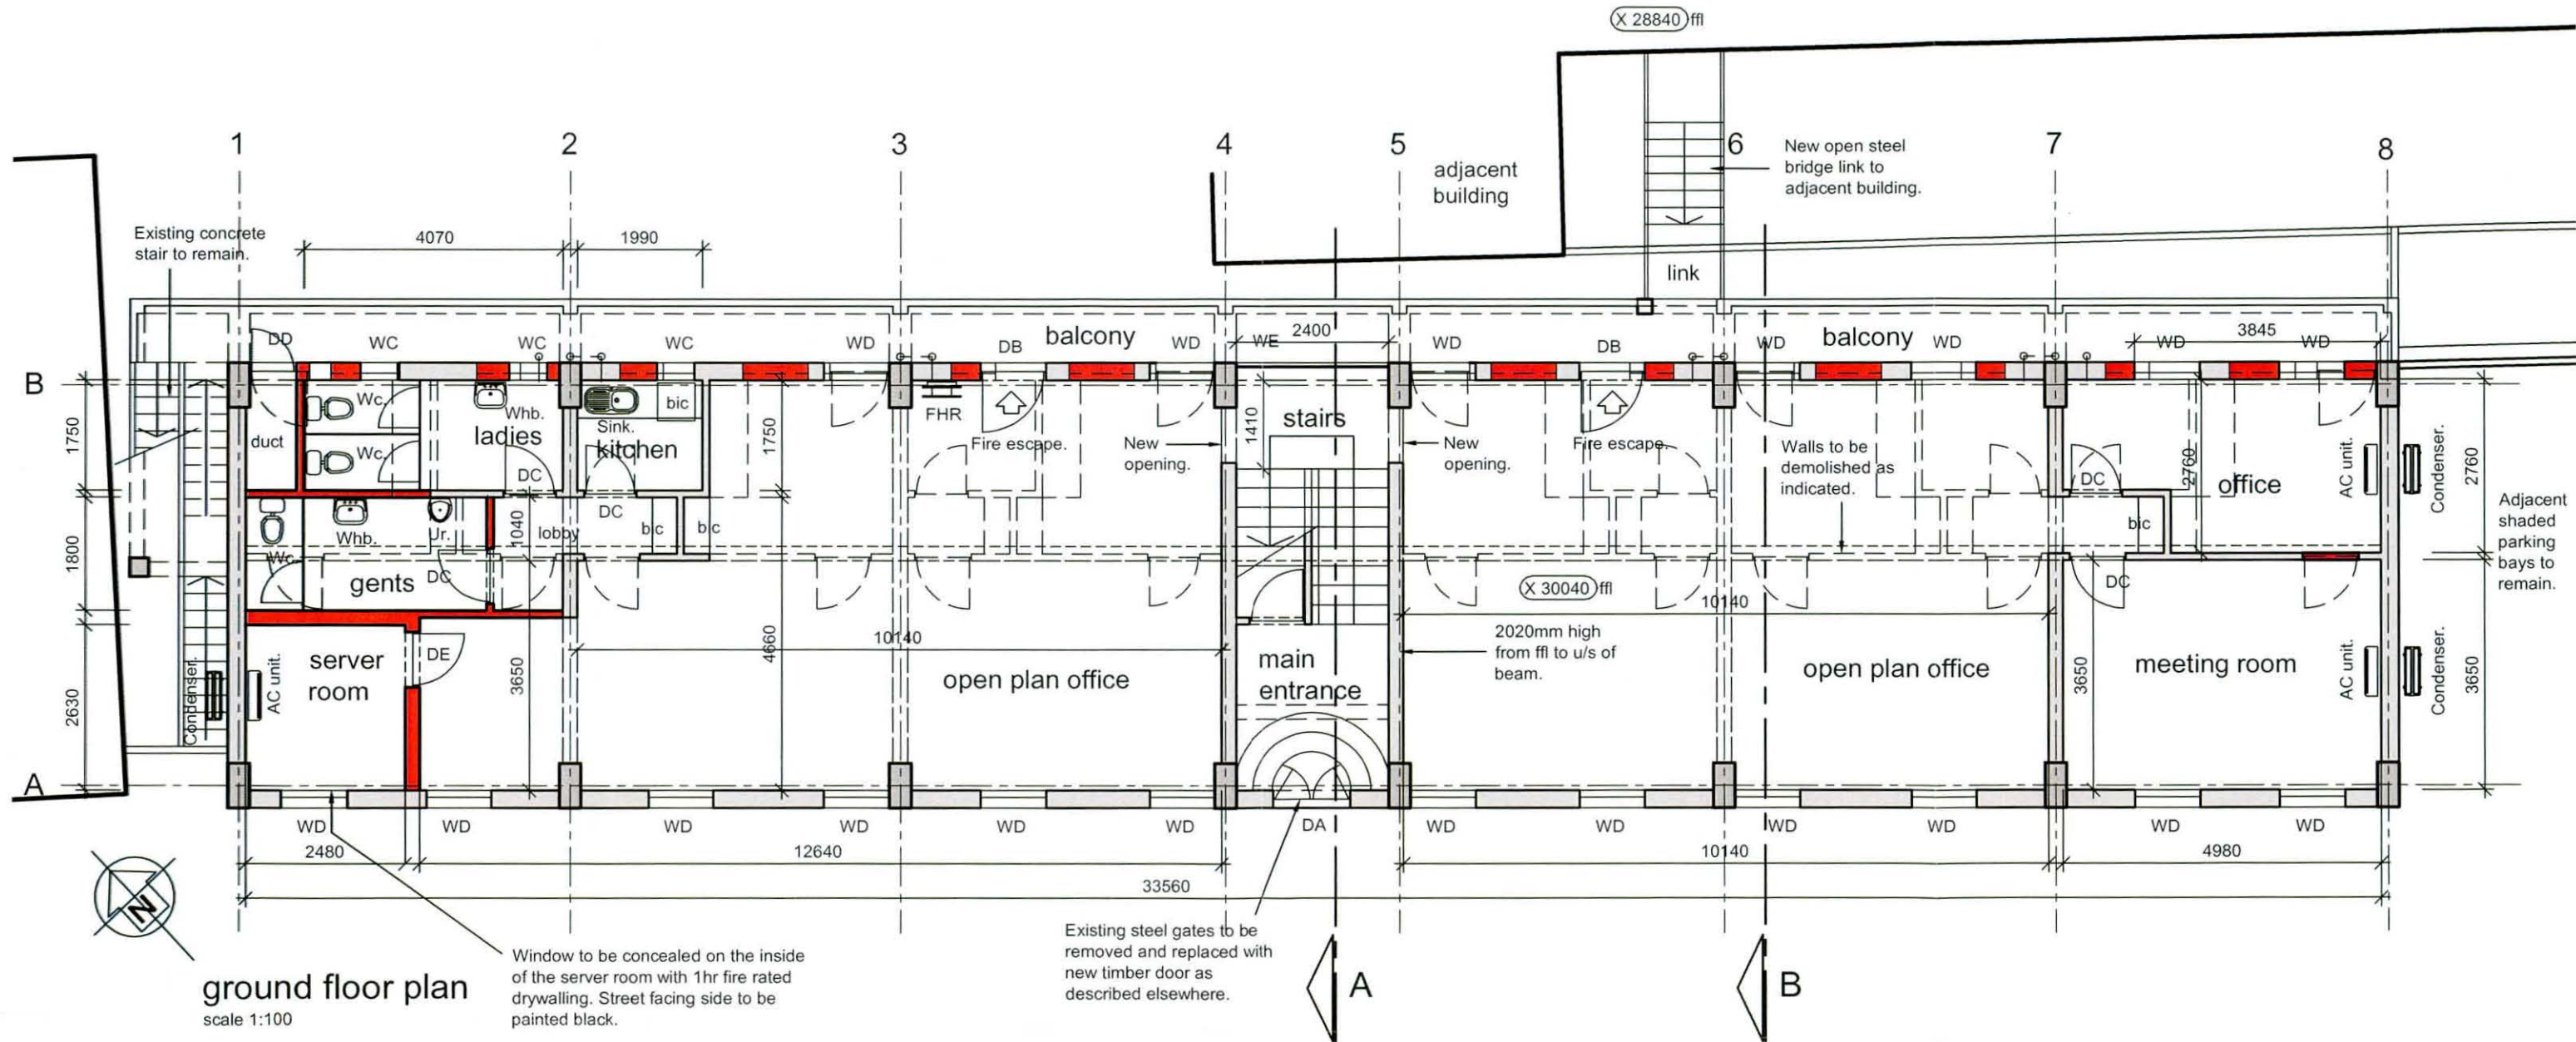 X 28840 ffl
1
2
3
4
5
6
7
8
adjacent
building
New open steel
bridge link to
adjacent building.
Existing concrete
stair to remain.
4070
1990
link
DD
WC
WC
WC
WD
DB
balcony
WD
WE
2400
WD
DB
WD
balcony
WD
3845
WD
WD
B
1750
duct
Wc.
Wc.
Whb.
ladies
DC
Sink.
kitchen
bic
DC
1750
FHR
Fire escape.
New
opening.
1410
stairs
New
opening.
Fire escape.
Walls to be
demolished as
indicated.
DC
2760
office
AC unit.
Condenser.
2760
Adjacent
shaded
parking
bays to
remain.
1800
Wc.
Whb.
Ur.
1040
lobby
bic
bic
bic
gents
DC
DC
X 30040 ffl
10140
2020mm high
from ffl to u/s of
beam.
2630
Condenser.
AC unit.
server
room
DE
3650
4660
10140
open plan office
main
entrance
open plan office
3650
meeting room
AC unit.
Condenser.
3650
A
WD
WD
WD
WD
WD
WD
DA
WD
WD
WD
WD
WD
WD
2480
12640
10140
4980
33560
N
ground floor plan
scale 1:100
Window to be concealed on the inside
of the server room with 1hr fire rated
drywalling. Street facing side to be
painted black.
Existing steel gates to be
removed and replaced with
new timber door as
described elsewhere.
A
B